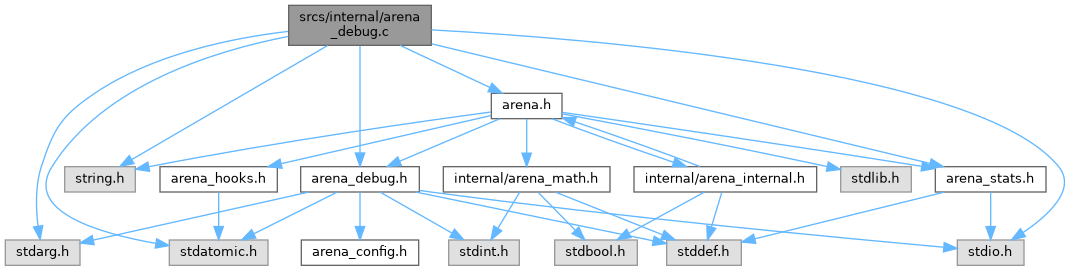 srcs/internal/arena
_debug.c
arena.h
string.h
arena_hooks.h
arena_debug.h
internal/arena_math.h
internal/arena_internal.h
stdlib.h
arena_stats.h
stdarg.h
stdatomic.h
arena_config.h
stdint.h
stdbool.h
stddef.h
stdio.h